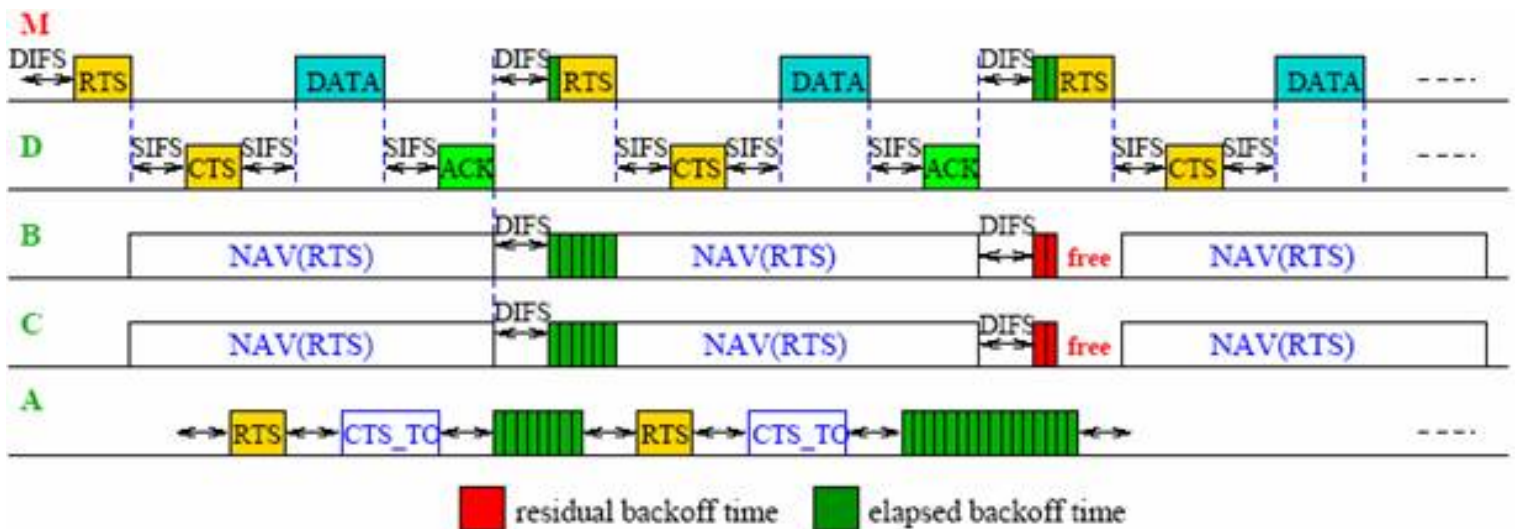 M
DIFS DIFS DIFS
RTS DATA RTS DATA RTS DATA
D
SIFS SIFS SIFS SIFS SIFS SIFS SIFS SIFS
CTS ACK CTS ACK CTS
B
DIFS DIFS
NAV(RTS) NAV(RTS) free NAV(RTS)
C
DIFS DIFS
NAV(RTS) NAV(RTS) free NAV(RTS)
A
RTS CTS_TO RTS CTS_TO
residual backoff time elapsed backoff time